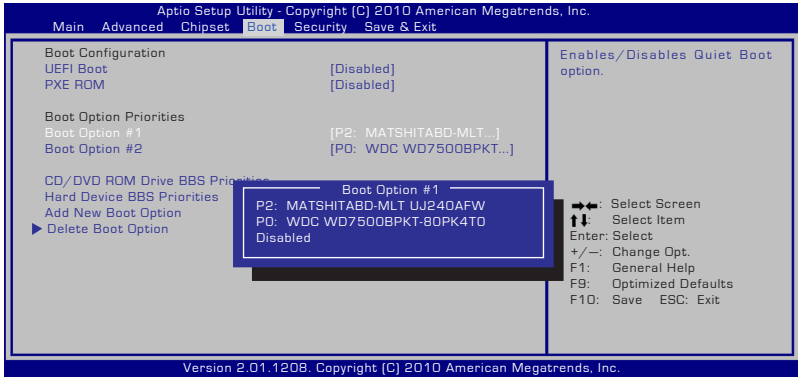 Aptio Setup Utility - Copyright (C) 2010 American Megatrends, Inc.
Main Advanced Chipset Boot Security Save & Exit
Boot Configuration
UEFI Boot [Disabled]
PXE ROM [Disabled]
Boot Option Priorities
Boot Option #1 [P2: MATSHITABD-MLT...]
Boot Option #2 [P0: WDC WD7500BPKT...]
CD/DVD ROM Drive BBS Priorities
Hard Device BBS Priorities
Add New Boot Option
Delete Boot Option
Boot Option #1
P2: MATSHITABD-MLT UJ240AFW
P0: WDC WD7500BPKT-80PK4T0
Disabled
Enables/Disables Quiet Boot
option.
→←: Select Screen
↑↓: Select Item
Enter: Select
+/—: Change Opt.
F1: General Help
F9: Optimized Defaults
F10: Save ESC: Exit
Version 2.01.1208. Copyright (C) 2010 American Megatrends, Inc.